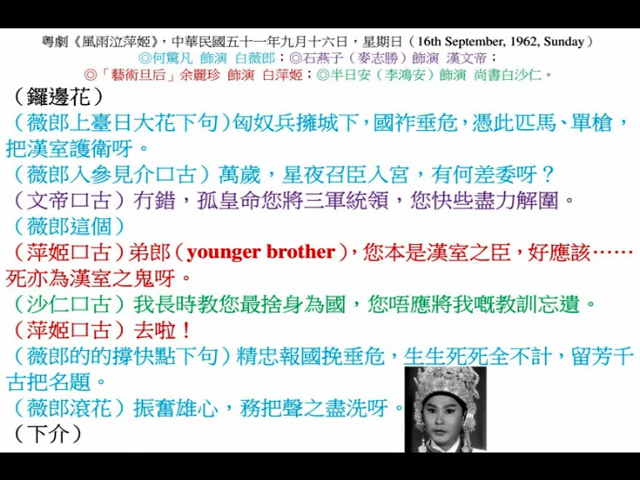 粵劇《風雨泣萍姬》，中華民國五十一年九月十六日，星期日（16th September, 1962, Sunday）
◎何驚凡 飾演 白薇郎；◎石燕子（麥志勝）飾演 漢文帝；
◎「藝術旦后」余麗珍 飾演 白萍姬；◎半日安（李鴻安）飾演 尚書白沙仁。
（鑼邊花）
（薇郎上臺日大花下句）匈奴兵擁城下，國祚垂危，憑此匹馬、單槍，
把漢室護衛呀。
（薇郎入參見介口古）萬歲，星夜召臣入宮，有何差委呀？
（文帝口古）冇錯，孤皇命您將三軍統領，您快些盡力解圍。
（薇郎這個）
（萍姬口古）弟郎（younger brother），您本是漢室之臣，好應該……
死亦為漢室之鬼呀。
（沙仁口古）我長時教您最捨身為國，您唔應將我嘅教訓忘遺。
（萍姬口古）去啦！
（薇郎的的撐快點下句）精忠報國挽垂危，生生死死全不計，留芳千
古把名題。
（薇郎滾花）振奮雄心，務把聲之盡洗呀。
（下介）